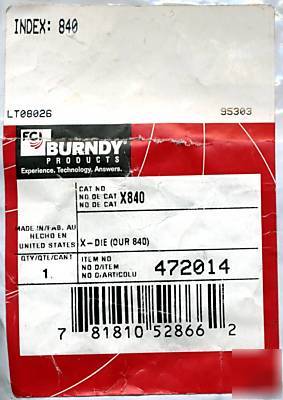 INDEX: 840
LT08026 95303
FCI
BURNDY
PRODUCTS
Experience. Technology. Answers.
CAT NO
NO DE CAT X840
NO DE CAT
MADE IN/FAB. AU
HECHO EN
UNITED STATES
X-DIE (OUR 840)
QTY/QTE/CANT
1
ITEM NO
NO D/ITEM 472014
NO D/ARTICOLU
7 81810 52866 2